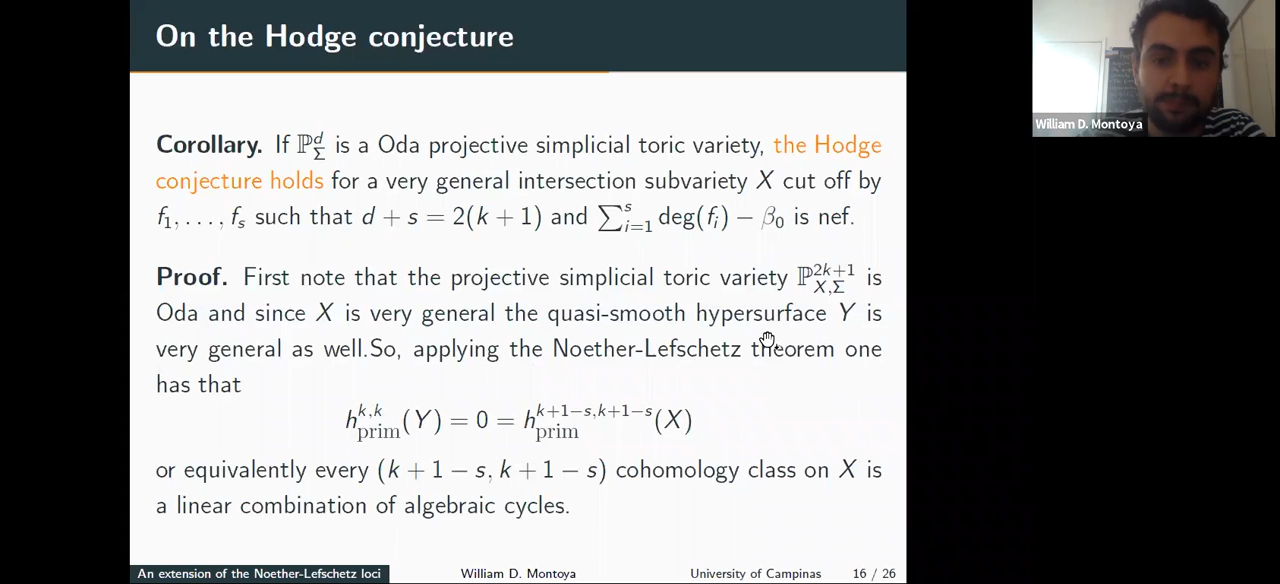 On the Hodge conjecture
William D. Montoya
Corollary. If ℙ^d_Σ is a Oda projective simplicial toric variety, the Hodge
conjecture holds for a very general intersection subvariety X cut off by
f_1, . . . , f_s such that d + s = 2(k + 1) and ∑_{i=1}^s deg(f_i) − β_0 is nef.
Proof. First note that the projective simplicial toric variety ℙ^{2k+1}_{X,Σ} is
Oda and since X is very general the quasi-smooth hypersurface Y is
very general as well.So, applying the Noether-Lefschetz theorem one
has that
h^{k,k}_{prim}(Y) = 0 = h^{k+1−s,k+1−s}_{prim}(X)
or equivalently every (k + 1 − s, k + 1 − s) cohomology class on X is
a linear combination of algebraic cycles.
An extension of the Noether-Lefschetz loci William D. Montoya University of Campinas 16 / 26